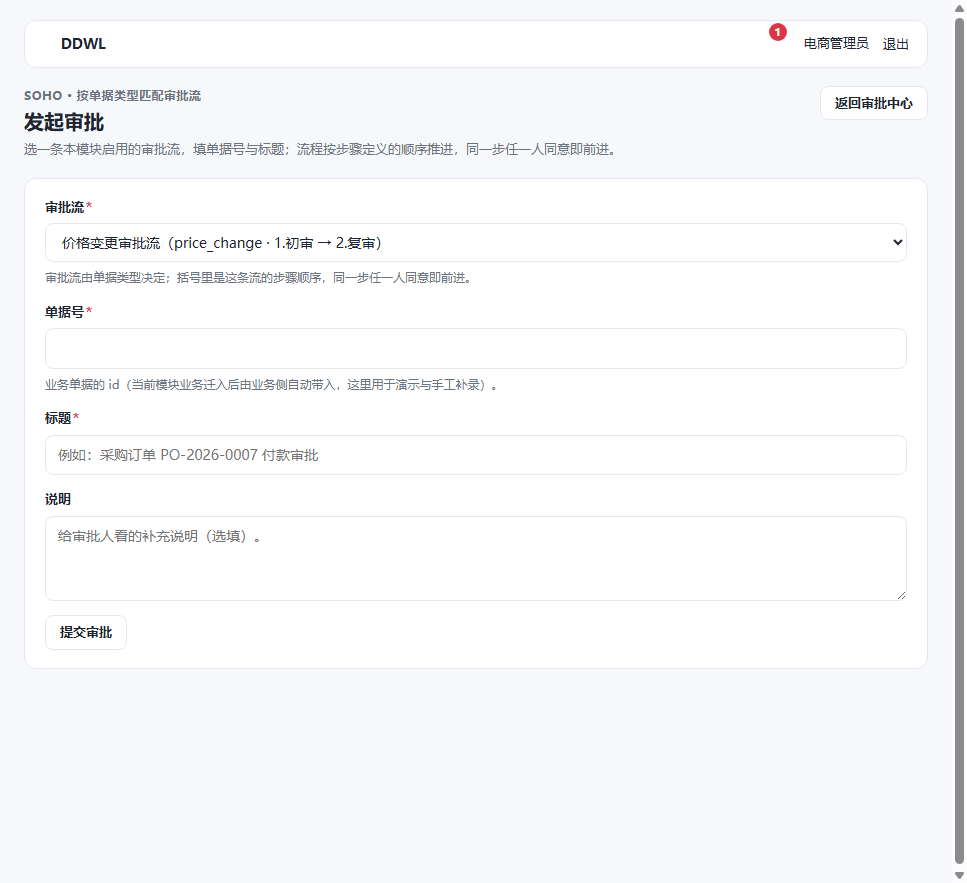 DDWL
1
电商管理员 退出
SOHO • 按单据类型匹配审批流
发起审批
返回审批中心
选一条本模块启用的审批流，填单据号与标题；流程按步骤定义的顺序推进，同一步任一人同意即前进。
审批流*
价格变更审批流（price_change · 1.初审 → 2.复审）
审批流由单据类型决定；括号里是这条流的步骤顺序，同一步任一人同意即前进。
单据号*
业务单据的 id（当前模块业务迁入后由业务侧自动带入，这里用于演示与手工补录）。
标题*
例如：采购订单 PO-2026-0007 付款审批
说明
给审批人看的补充说明（选填）。
提交审批